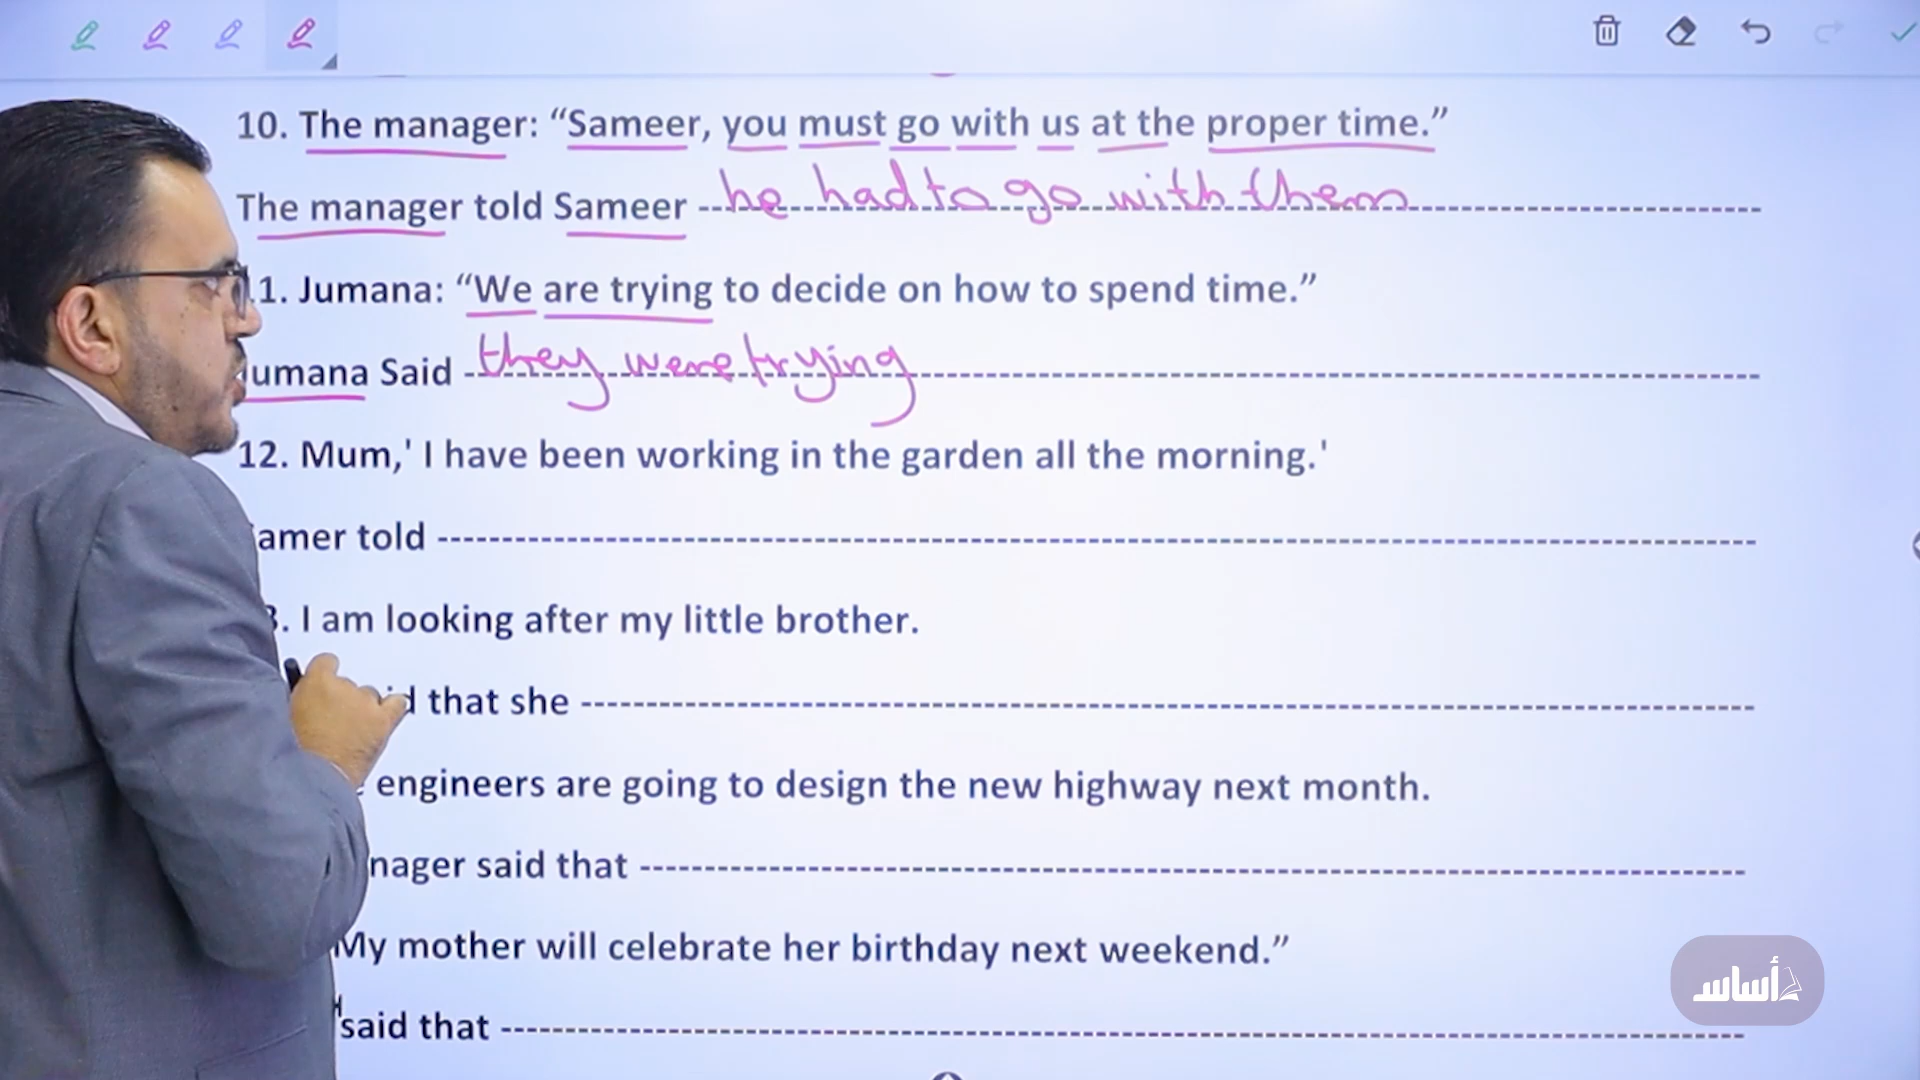 10. The manager: “Sameer, you must go with us at the proper time.”
The manager told Sameer he had to go with them
1. Jumana: “We are trying to decide on how to spend time.”
umana Said they were trying
12. Mum,' I have been working in the garden all the morning.'
amer told
. I am looking after my little brother.
that she
engineers are going to design the new highway next month.
nager said that
My mother will celebrate her birthday next weekend.”
said that
أساس